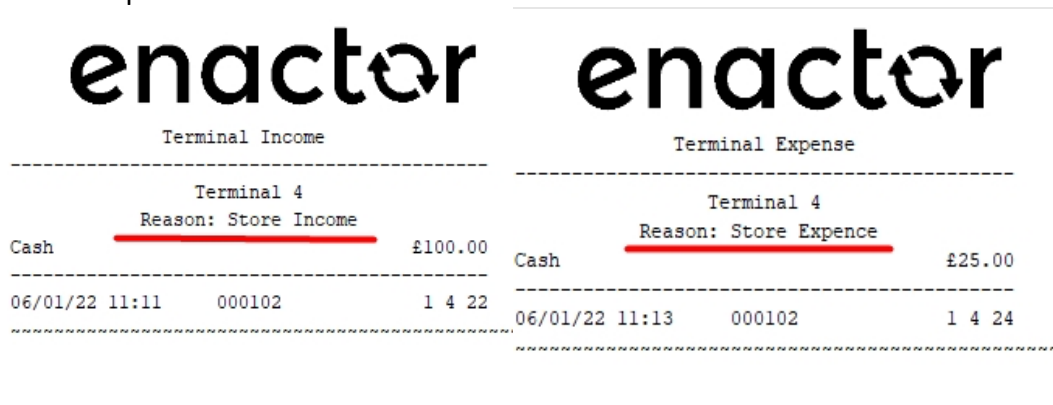 enactor
Terminal Income
-------------------------------------------
Terminal 4
Reason: Store Income
Cash £100.00
-------------------------------------------
06/01/22 11:11 000102 1 4 22
~~~~~~~~~~~~~~~~~~~~~~~~~~~~~~~~~~~~~~~~~~~~~~
enactor
Terminal Expense
-------------------------------------------
Terminal 4
Reason: Store Expence
Cash £25.00
-------------------------------------------
06/01/22 11:13 000102 1 4 24
~~~~~~~~~~~~~~~~~~~~~~~~~~~~~~~~~~~~~~~~~~~~~~